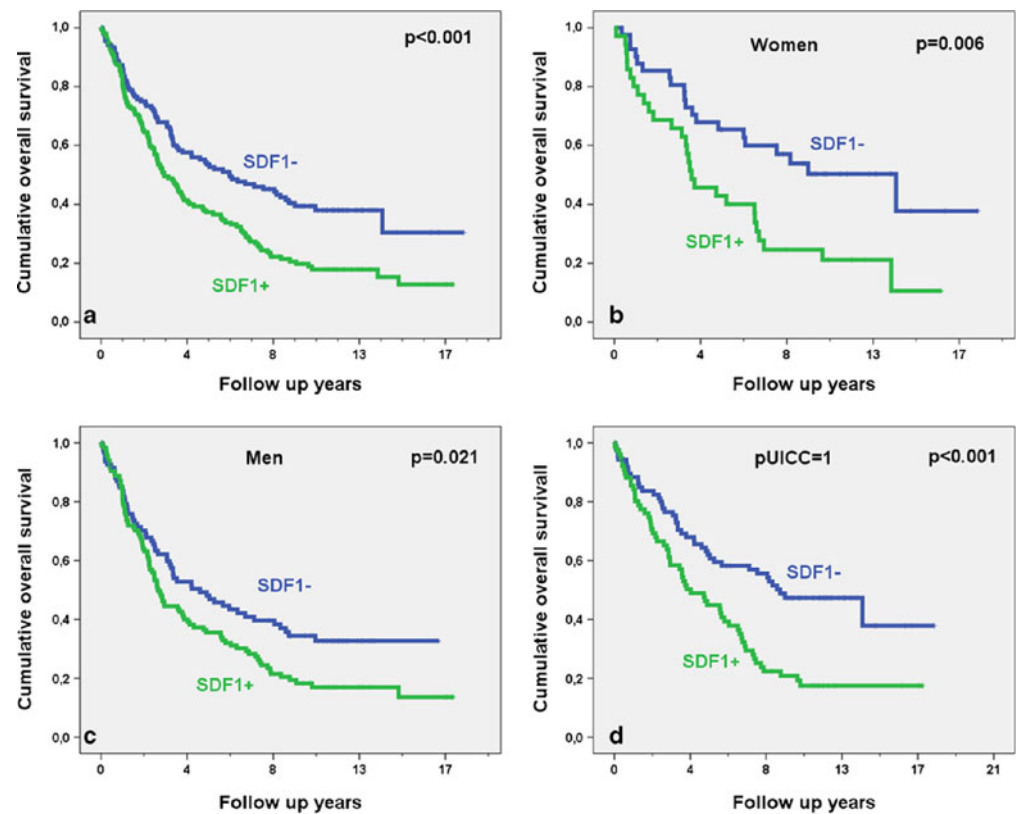 1,0
0,8
0,6
0,4
0,2
0,0
Cumulative overall survival
p<0.001
SDF1-
SDF1+
a
0 4 8 13 17
Follow up years
1,0
0,8
0,6
0,4
0,2
0,0
Cumulative overall survival
Women p=0.006
SDF1-
SDF1+
b
0 4 8 13 17
Follow up years
1,0
0,8
0,6
0,4
0,2
0,0
Cumulative overall survival
Men p=0.021
SDF1-
SDF1+
c
0 4 8 13 17
Follow up years
1,0
0,8
0,6
0,4
0,2
0,0
Cumulative overall survival
pUICC=1 p<0.001
SDF1-
SDF1+
d
0 4 8 13 17 21
Follow up years